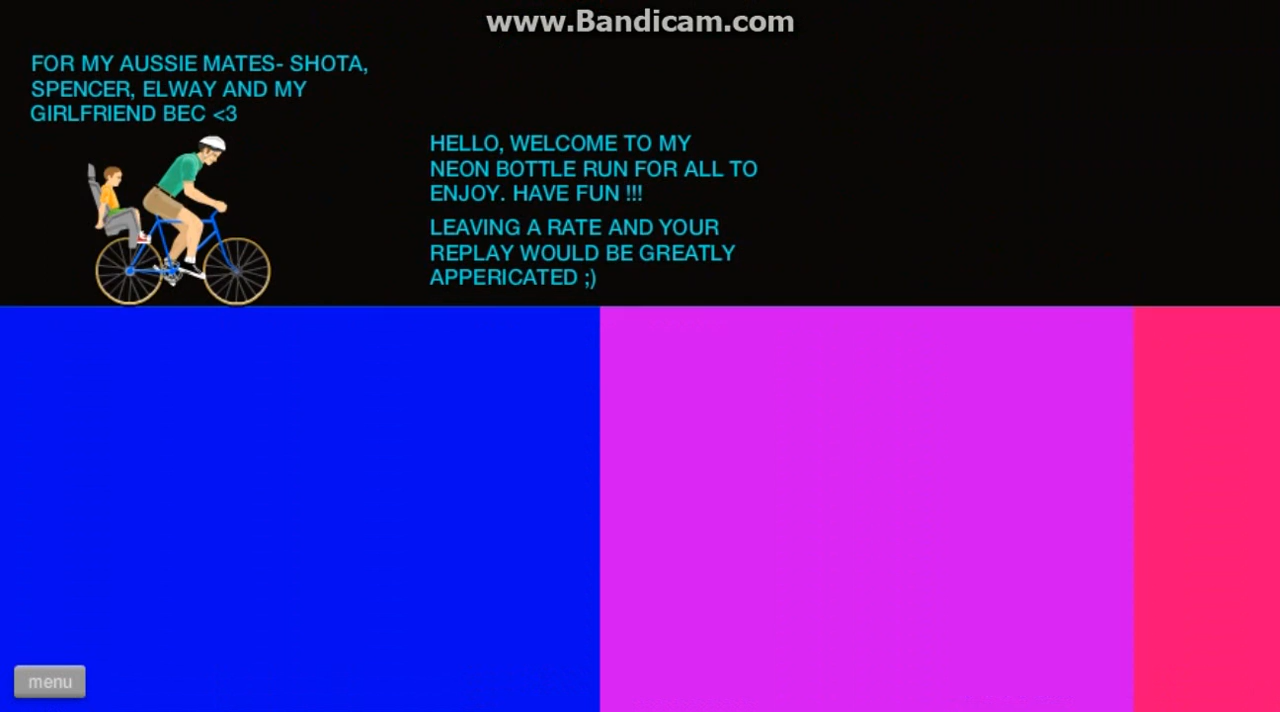 www.Bandicam.com
FOR MY AUSSIE MATES- SHOTA,
SPENCER, ELWAY AND MY
GIRLFRIEND BEC <3
HELLO, WELCOME TO MY
NEON BOTTLE RUN FOR ALL TO
ENJOY. HAVE FUN !!!
LEAVING A RATE AND YOUR
REPLAY WOULD BE GREATLY
APPERICATED ;)
menu